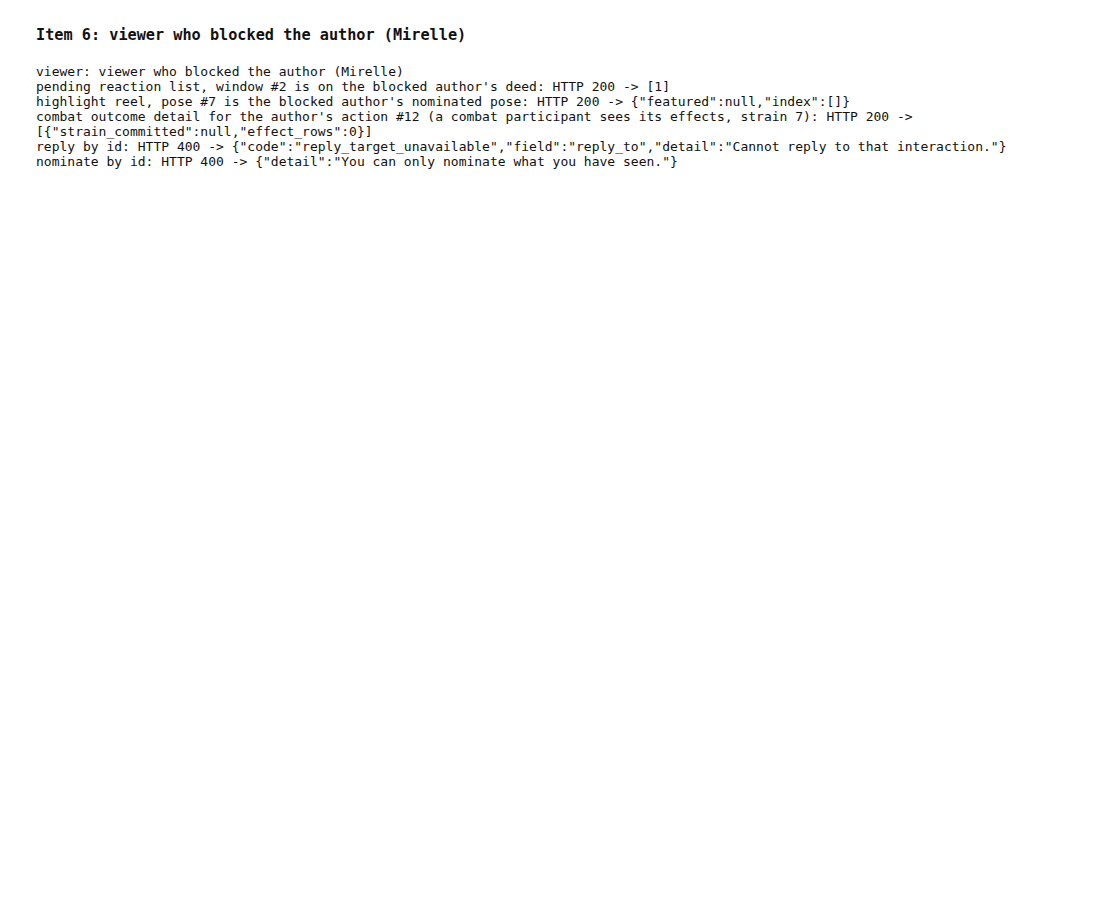 Item 6: viewer who blocked the author (Mirelle)
viewer: viewer who blocked the author (Mirelle)
pending reaction list, window #2 is on the blocked author's deed: HTTP 200 -> [1]
highlight reel, pose #7 is the blocked author's nominated pose: HTTP 200 -> {"featured":null,"index":[]}
combat outcome detail for the author's action #12 (a combat participant sees its effects, strain 7): HTTP 200 ->
[{"strain_committed":null,"effect_rows":0}]
reply by id: HTTP 400 -> {"code":"reply_target_unavailable","field":"reply_to","detail":"Cannot reply to that interaction."}
nominate by id: HTTP 400 -> {"detail":"You can only nominate what you have seen."}